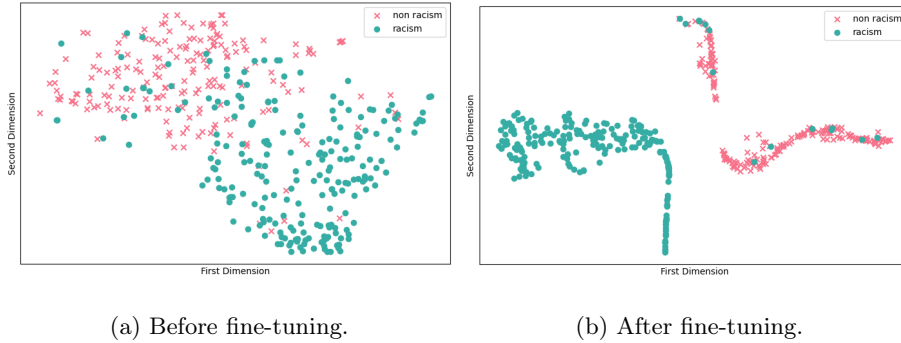 non racism
racism
Second Dimension
First Dimension
(a) Before fine-tuning.
non racism
racism
Second Dimension
First Dimension
(b) After fine-tuning.